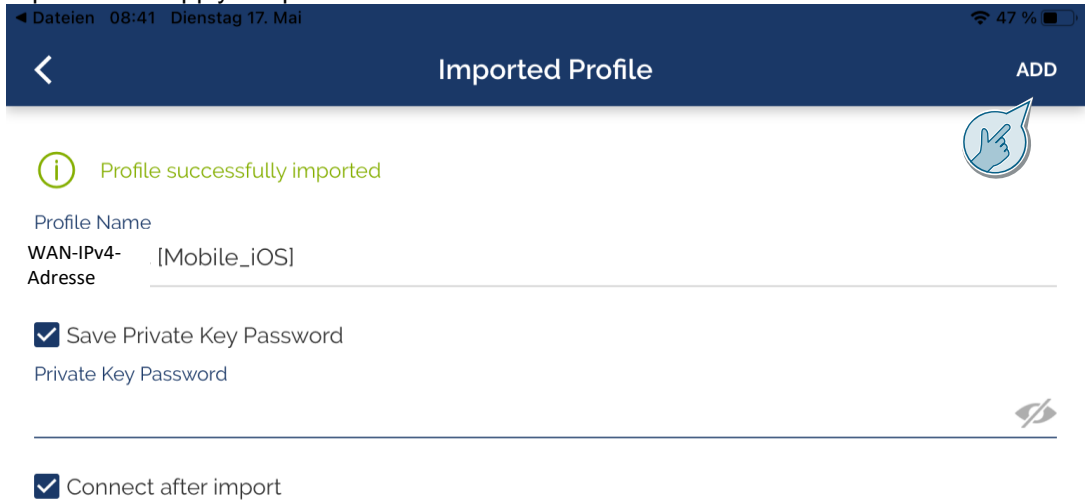 ◀ Dateien 08:41 Dienstag 17. Mai 47 %
Imported Profile ADD
Profile successfully imported
Profile Name
WAN-IPv4-
Adresse
[Mobile_iOS]
Save Private Key Password
Private Key Password
Connect after import